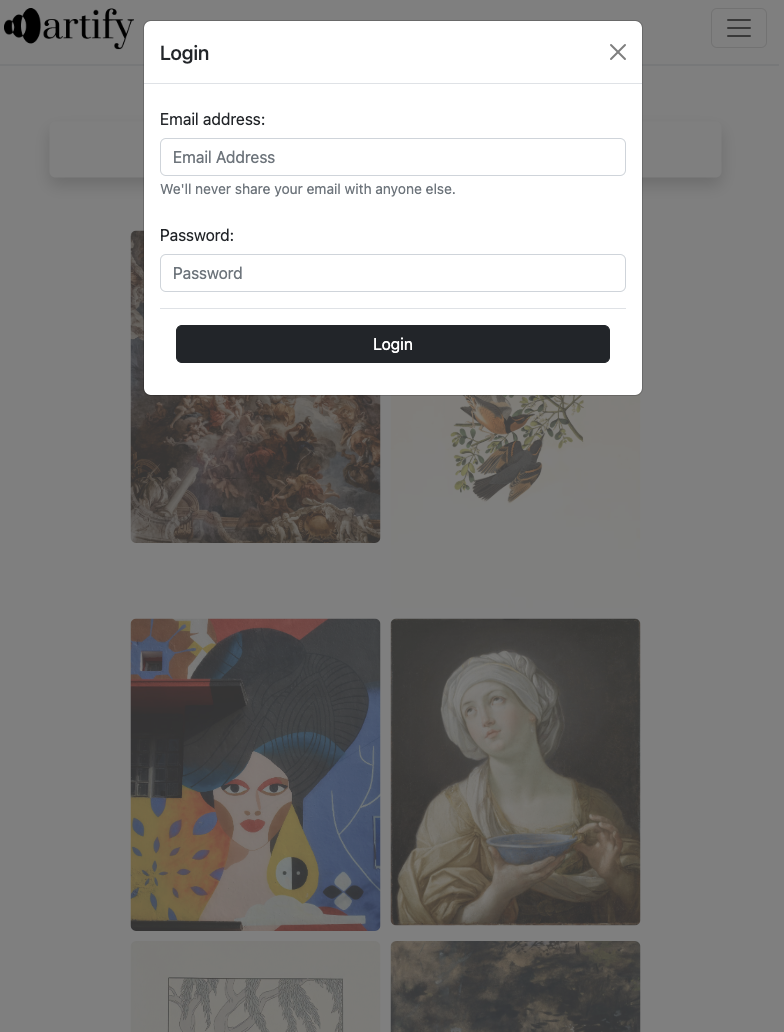 artify
Login
Email address:
Email Address
We'll never share your email with anyone else.
Password:
Password
Login